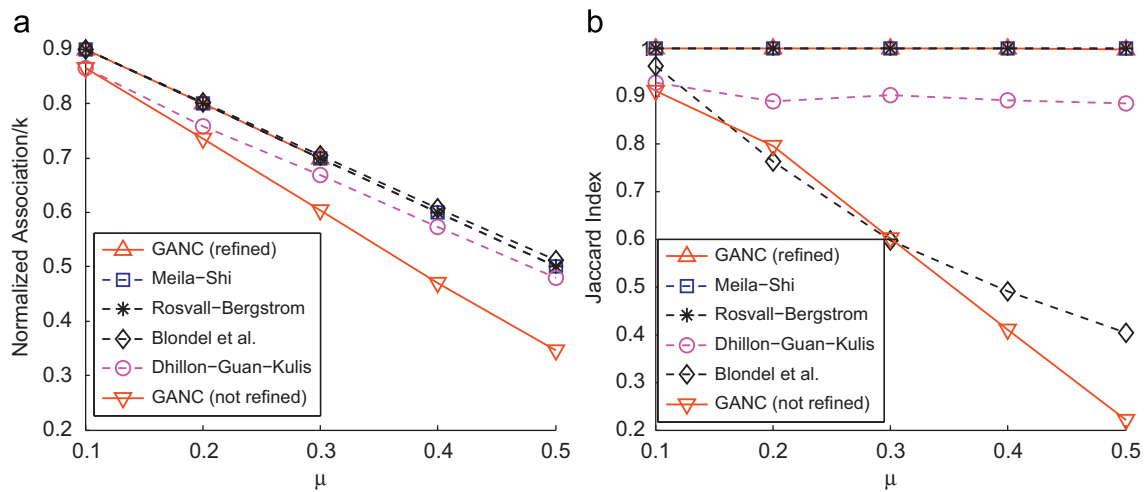 a
Normalized Association/k
0.9
0.8
0.7
0.6
0.5
0.4
0.3
0.2
0.1
0.2
0.3
0.4
0.5
μ
GANC (refined)
Meila−Shi
Rosvall−Bergstrom
Blondel et al.
Dhillon−Guan−Kulis
GANC (not refined)
b
Jaccard Index
1
0.9
0.8
0.7
0.6
0.5
0.4
0.3
0.2
0.1
0.2
0.3
0.4
0.5
μ
GANC (refined)
Meila−Shi
Rosvall−Bergstrom
Dhillon−Guan−Kulis
Blondel et al.
GANC (not refined)